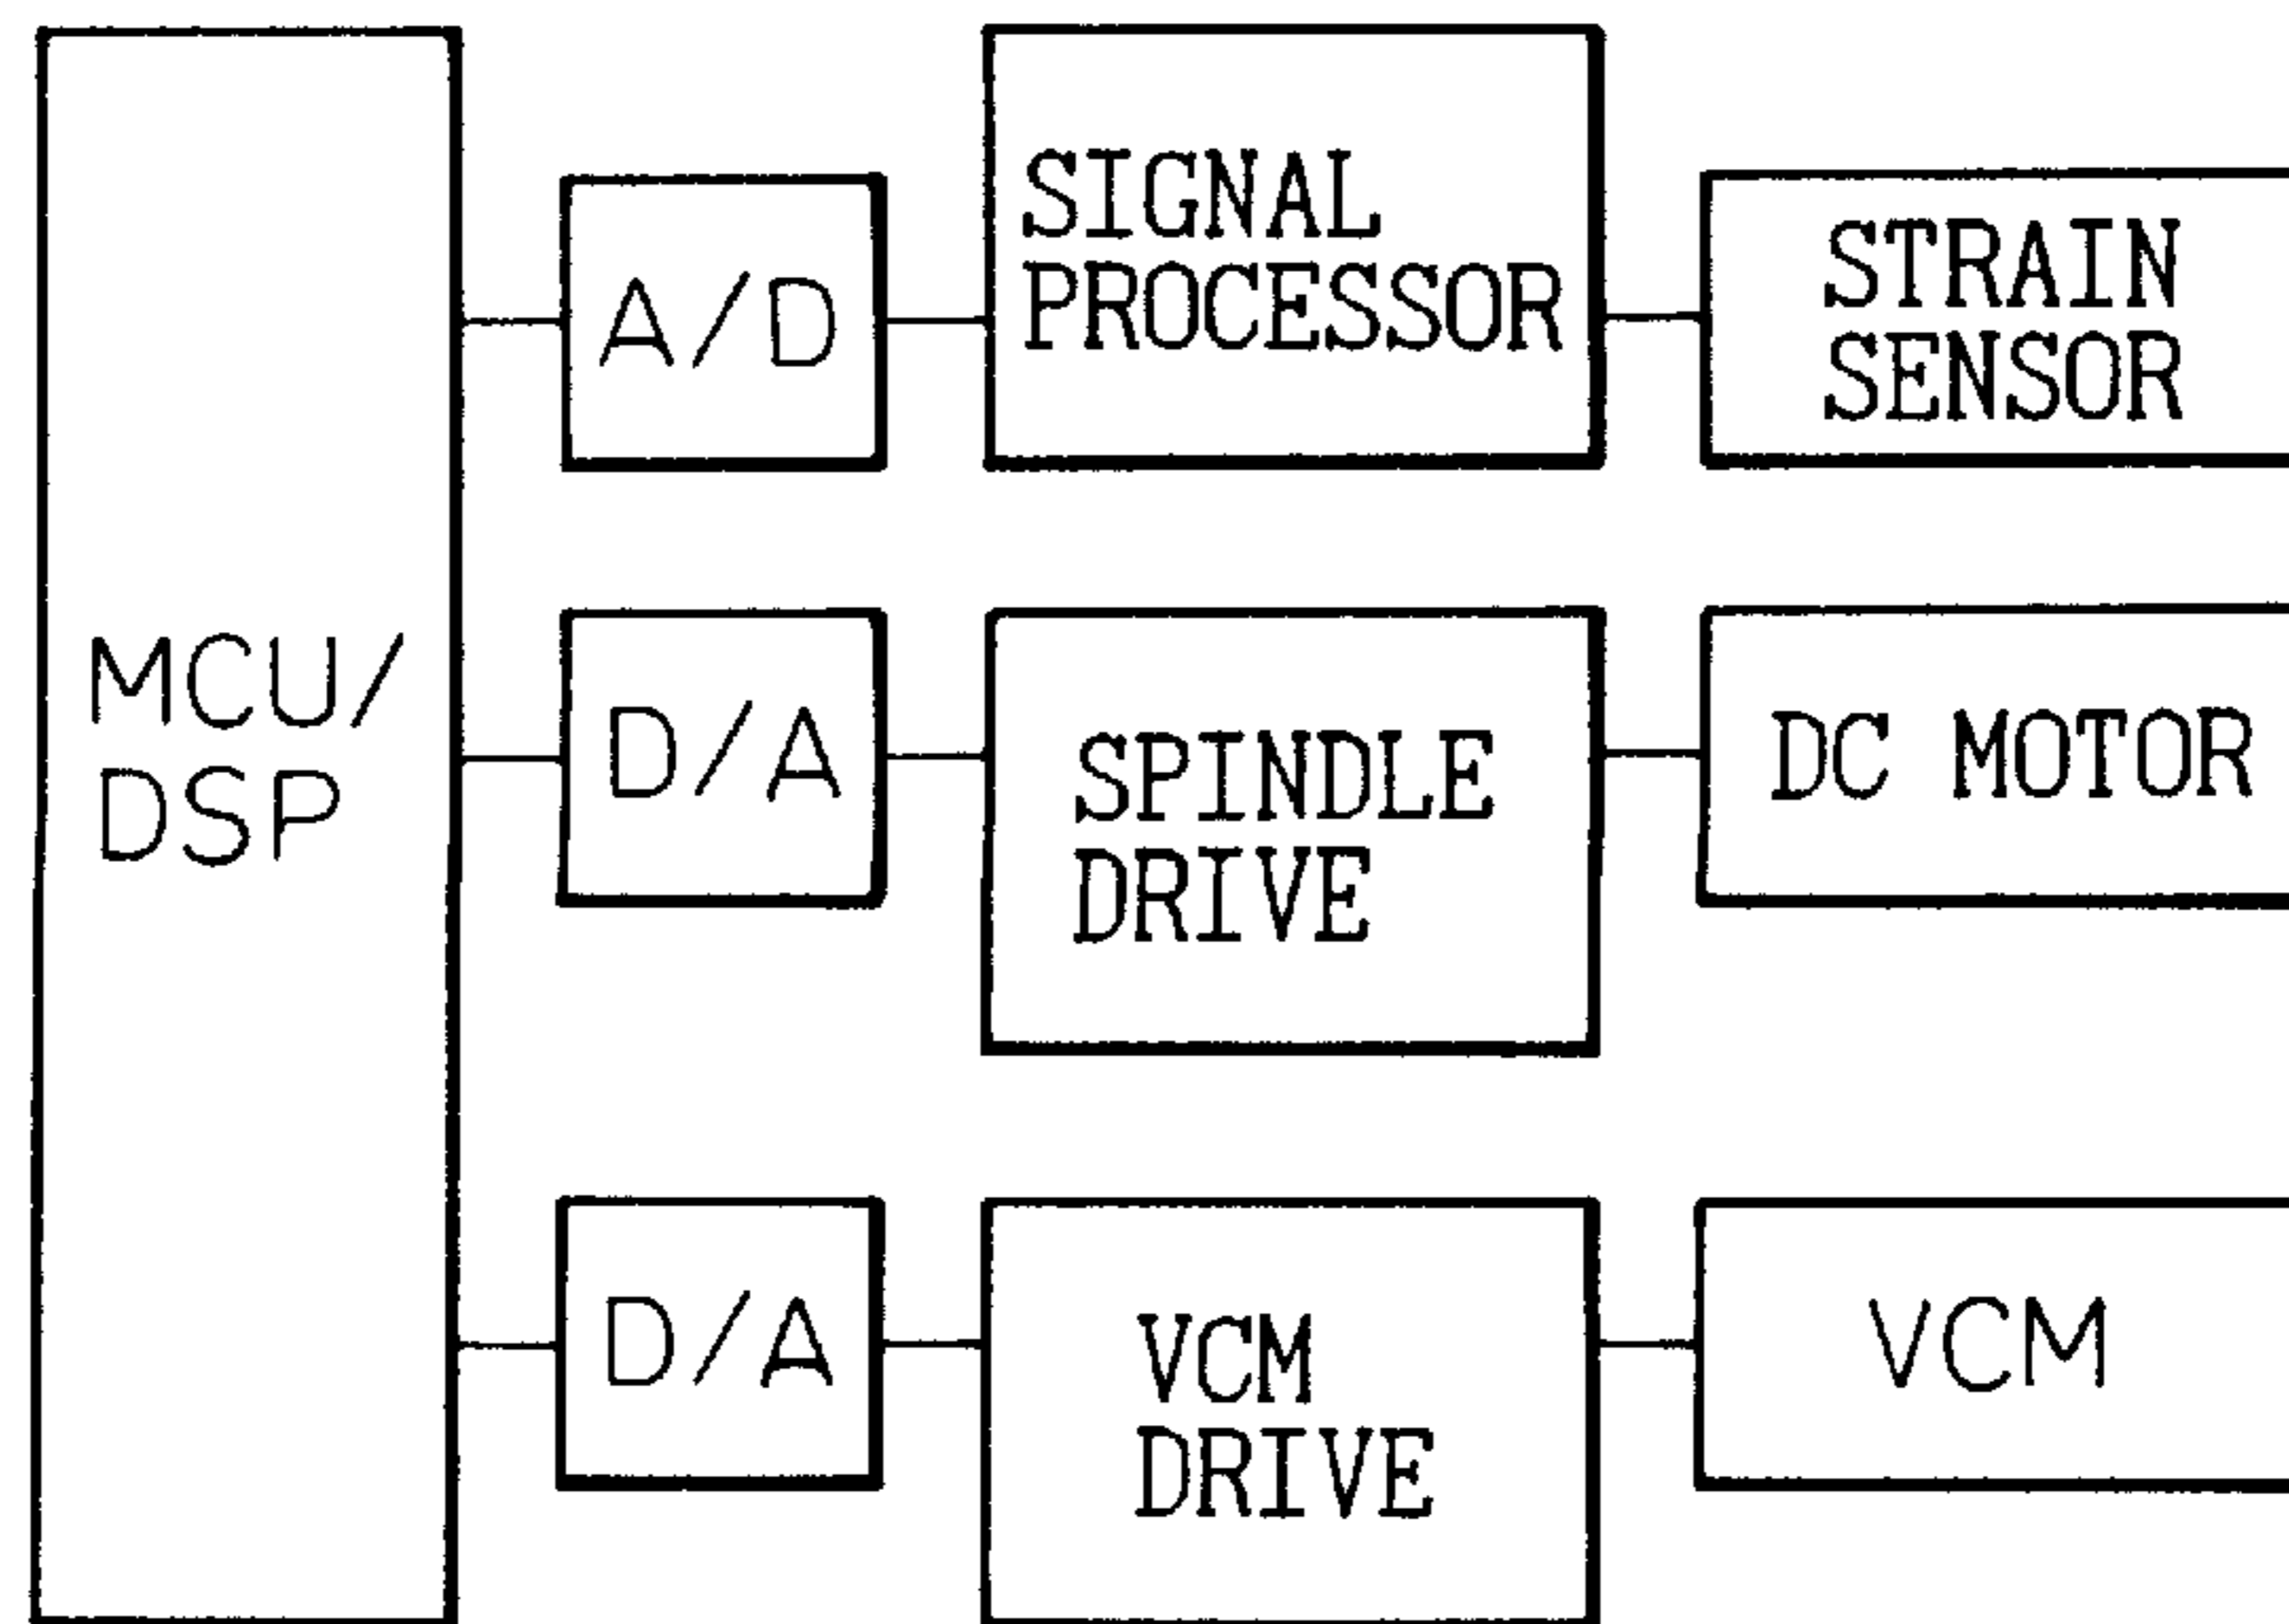 MCU/
DSP
A/D
SIGNAL
PROCESSOR
STRAIN
SENSOR
D/A
SPINDLE
DRIVE
DC MOTOR
D/A
VCM
DRIVE
VCM